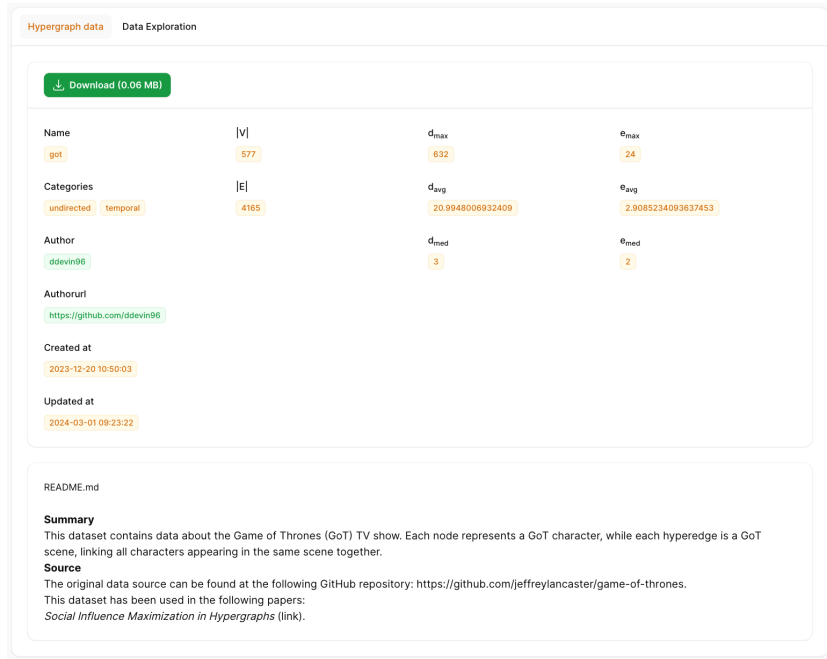 Hypergraph data Data Exploration
Download (0.06 MB)
Name |V| dmax emax
got 577 632 24
Categories |E| davg eavg
undirected temporal 4165 20.9948006932409 2.9085234093637453
Author dmed emed
ddevin96 3 2
Authorurl
https://github.com/ddevin96
Created at
2023-12-20 10:50:03
Updated at
2024-03-01 09:23:22
README.md
Summary
This dataset contains data about the Game of Thrones (GoT) TV show. Each node represents a GoT character, while each hyperedge is a GoT
scene, linking all characters appearing in the same scene together.
Source
The original data source can be found at the following GitHub repository: https://github.com/jeffreylancaster/game-of-thrones.
This dataset has been used in the following papers:
Social Influence Maximization in Hypergraphs (link).